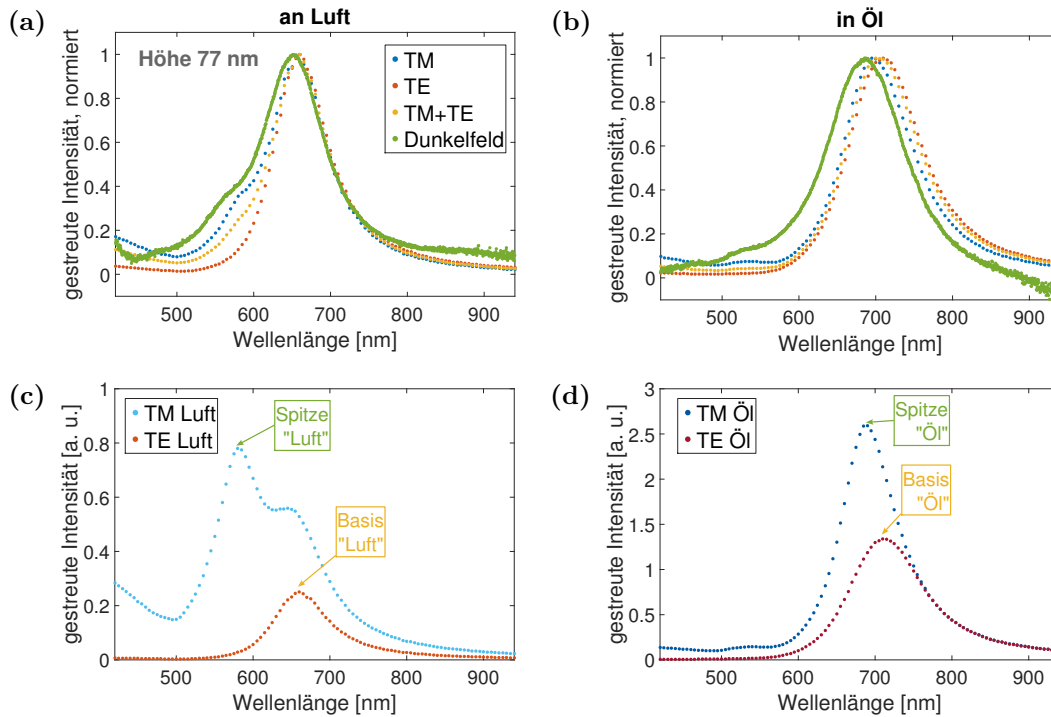 an Luft
in Öl
(a)
Höhe 77 nm
TM
TE
TM+TE
Dunkelfeld
gestreute Intensität, normiert
1
0.8
0.6
0.4
0.2
0
500
600
700
800
900
Wellenlänge [nm]
(b)
gestreute Intensität, normiert
1
0.8
0.6
0.4
0.2
0
500
600
700
800
900
Wellenlänge [nm]
(c)
TM Luft
TE Luft
Spitze
"Luft"
Basis
"Luft"
gestreute Intensität [a. u.]
1
0.8
0.6
0.4
0.2
0
500
600
700
800
900
Wellenlänge [nm]
(d)
TM Öl
TE Öl
Spitze
"Öl"
Basis
"Öl"
gestreute Intensität [a. u.]
3
2.5
2
1.5
1
0.5
0
500
600
700
800
900
Wellenlänge [nm]